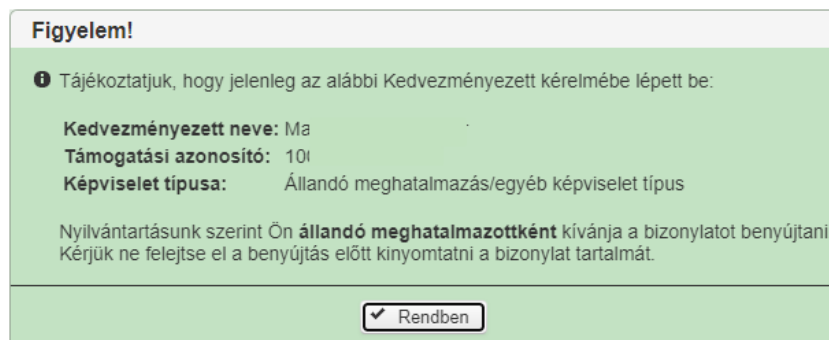 Figyelem!
Tájékoztatjuk, hogy jelenleg az alábbi Kedvezményezett kérelmébe lépett be:
Kedvezményezett neve: Ma
Támogatási azonosító: 100
Képviselet típusa: Állandó meghatalmazás/egyéb képviselet típus
Nyilvántartásunk szerint Ön állandó meghatalmazottként kívánja a bizonylatot benyújtani
Kérjük ne felejtse el a benyújtás előtt kinyomtatni a bizonylat tartalmát.
Rendben